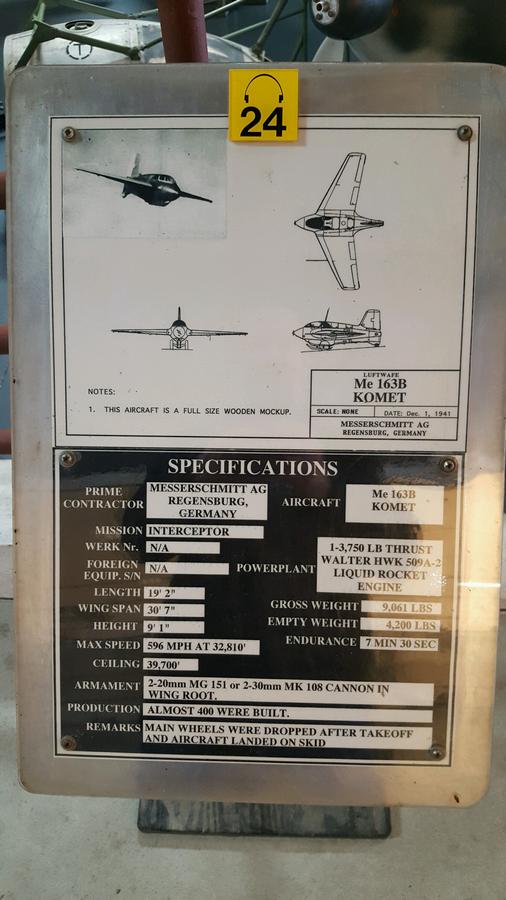 T
24
LUFTWAFE
Me 163B
KOMET
SCALE: NONE DATE: Dec. 1, 1941
MESSERSCHMITT AG
REGENSBURG, GERMANY
NOTES:
1. THIS AIRCRAFT IS A FULL SIZE WOODEN MOCKUP.
SPECIFICATIONS
PRIME CONTRACTOR
MESSERSCHMITT AG
REGENSBURG,
GERMANY
AIRCRAFT
Me 163B
KOMET
MISSION INTERCEPTOR
WERK Nr. N/A
FOREIGN
EQUIP. S/N
N/A
POWERPLANT
1-3,750 LB THRUST
WALTER HWK 509A-2
LIQUID ROCKET
ENGINE
LENGTH 19' 2"
WING SPAN 30' 7"
HEIGHT 9' 1"
GROSS WEIGHT 9,061 LBS
EMPTY WEIGHT 4,200 LBS
ENDURANCE 7 MIN 30 SEC
MAX SPEED 596 MPH AT 32,810'
CEILING 39,700'
ARMAMENT 2-20mm MG 151 or 2-30mm MK 108 CANNON IN
WING ROOT.
PRODUCTION ALMOST 400 WERE BUILT.
REMARKS MAIN WHEELS WERE DROPPED AFTER TAKEOFF
AND AIRCRAFT LANDED ON SKID